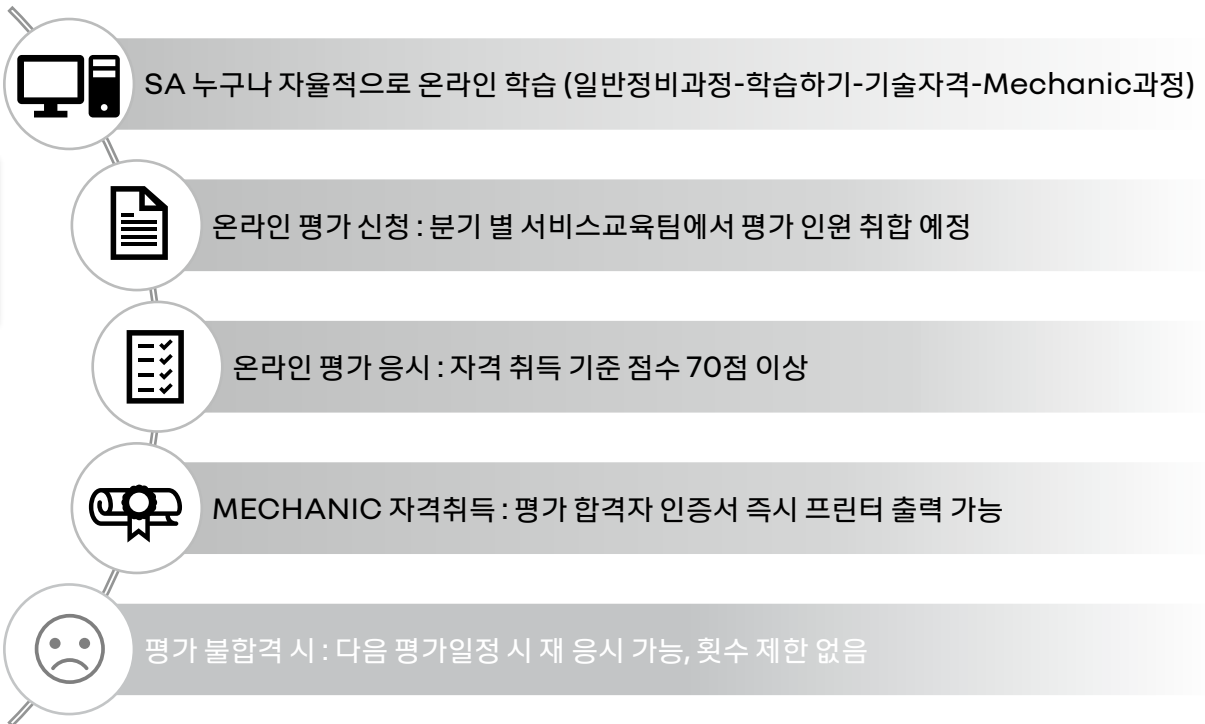 SA 누구나 자율적으로 온라인 학습 (일반정비과정-학습하기-기술자격-Mechanic과정)
온라인 평가 신청 : 분기 별 서비스교육팀에서 평가 인원 취합 예정
온라인 평가 응시 : 자격 취득 기준 점수 70점 이상
MECHANIC 자격취득 : 평가 합격자 인증서 즉시 프린터 출력 가능
평가 불합격 시 : 다음 평가일정 시 재 응시 가능, 횟수 제한 없음